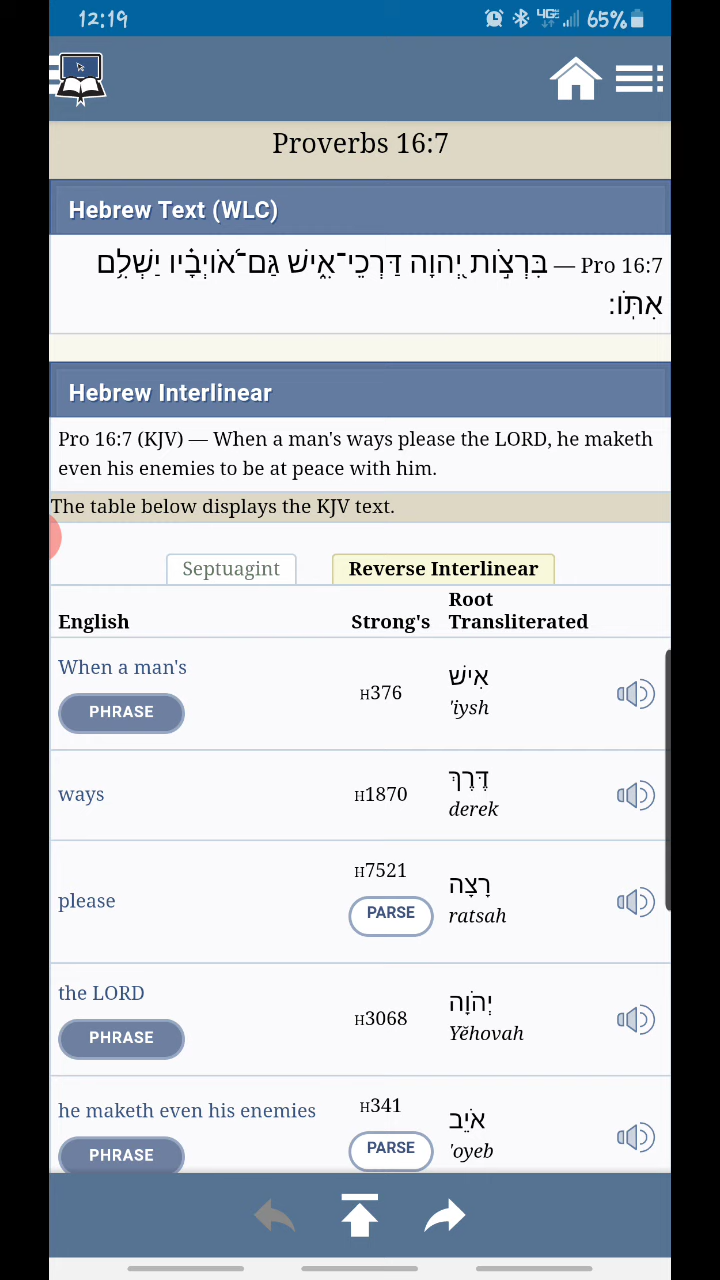 12:19 4GE 65%
Proverbs 16:7
Hebrew Text (WLC)
Pro 16:7 — בִּרְצ֣וֹת יְ֭הוָה דַּרְכֵי־אִ֑ישׁ גַּם־א֝וֹיְבָ֗יו יַשְׁלִ֥ם
אִתּֽוֹ׃
Hebrew Interlinear
Pro 16:7 (KJV) — When a man's ways please the LORD, he maketh
even his enemies to be at peace with him.
The table below displays the KJV text.
Septuagint Reverse Interlinear
English Strong's Root Transliterated
When a man's H376 אִישׁ 'iysh
PHRASE
ways H1870 דֶּרֶךְ derek
please H7521 רָצָה ratsah
PARSE
the LORD H3068 יְהֹוָה Yĕhovah
PHRASE
he maketh even his enemies H341 אֹיֵב 'oyeb
PHRASE PARSE